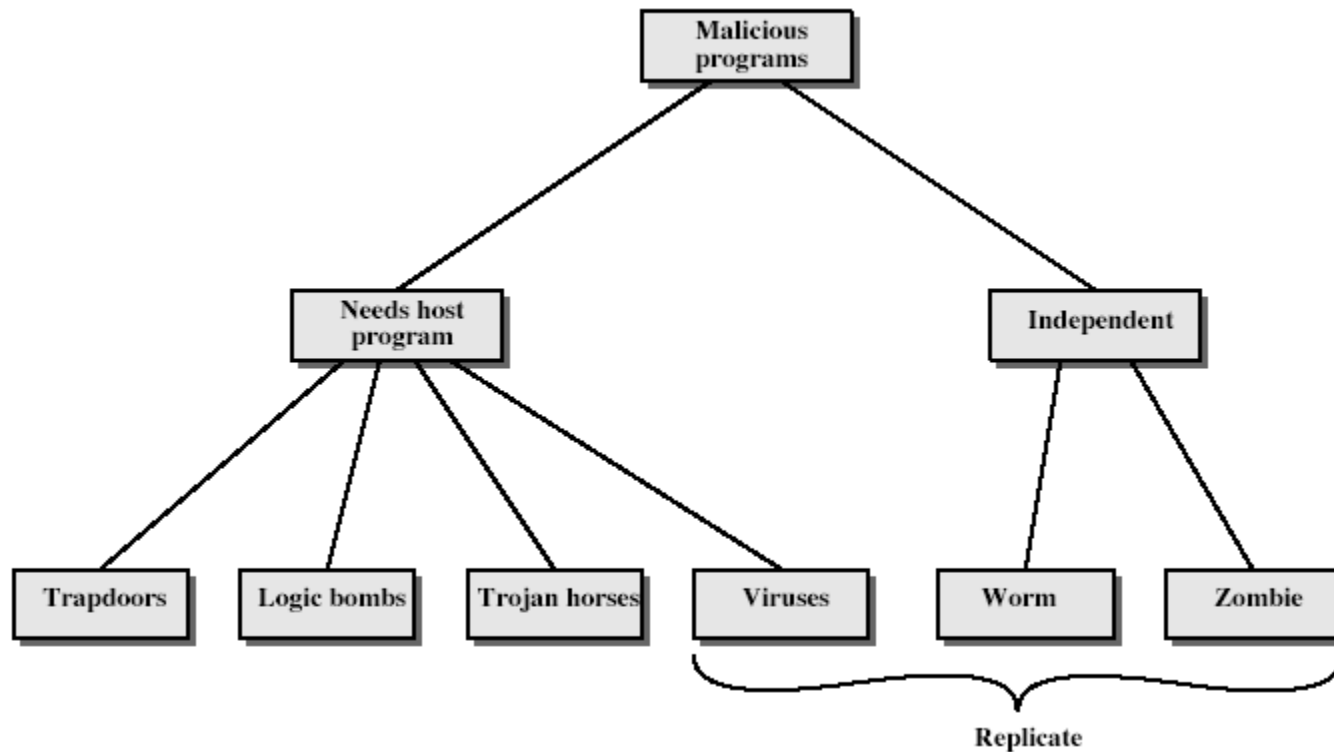 Malicious
programs
Needs host
program
Independent
Trapdoors
Logic bombs
Trojan horses
Viruses
Worm
Zombie
Replicate